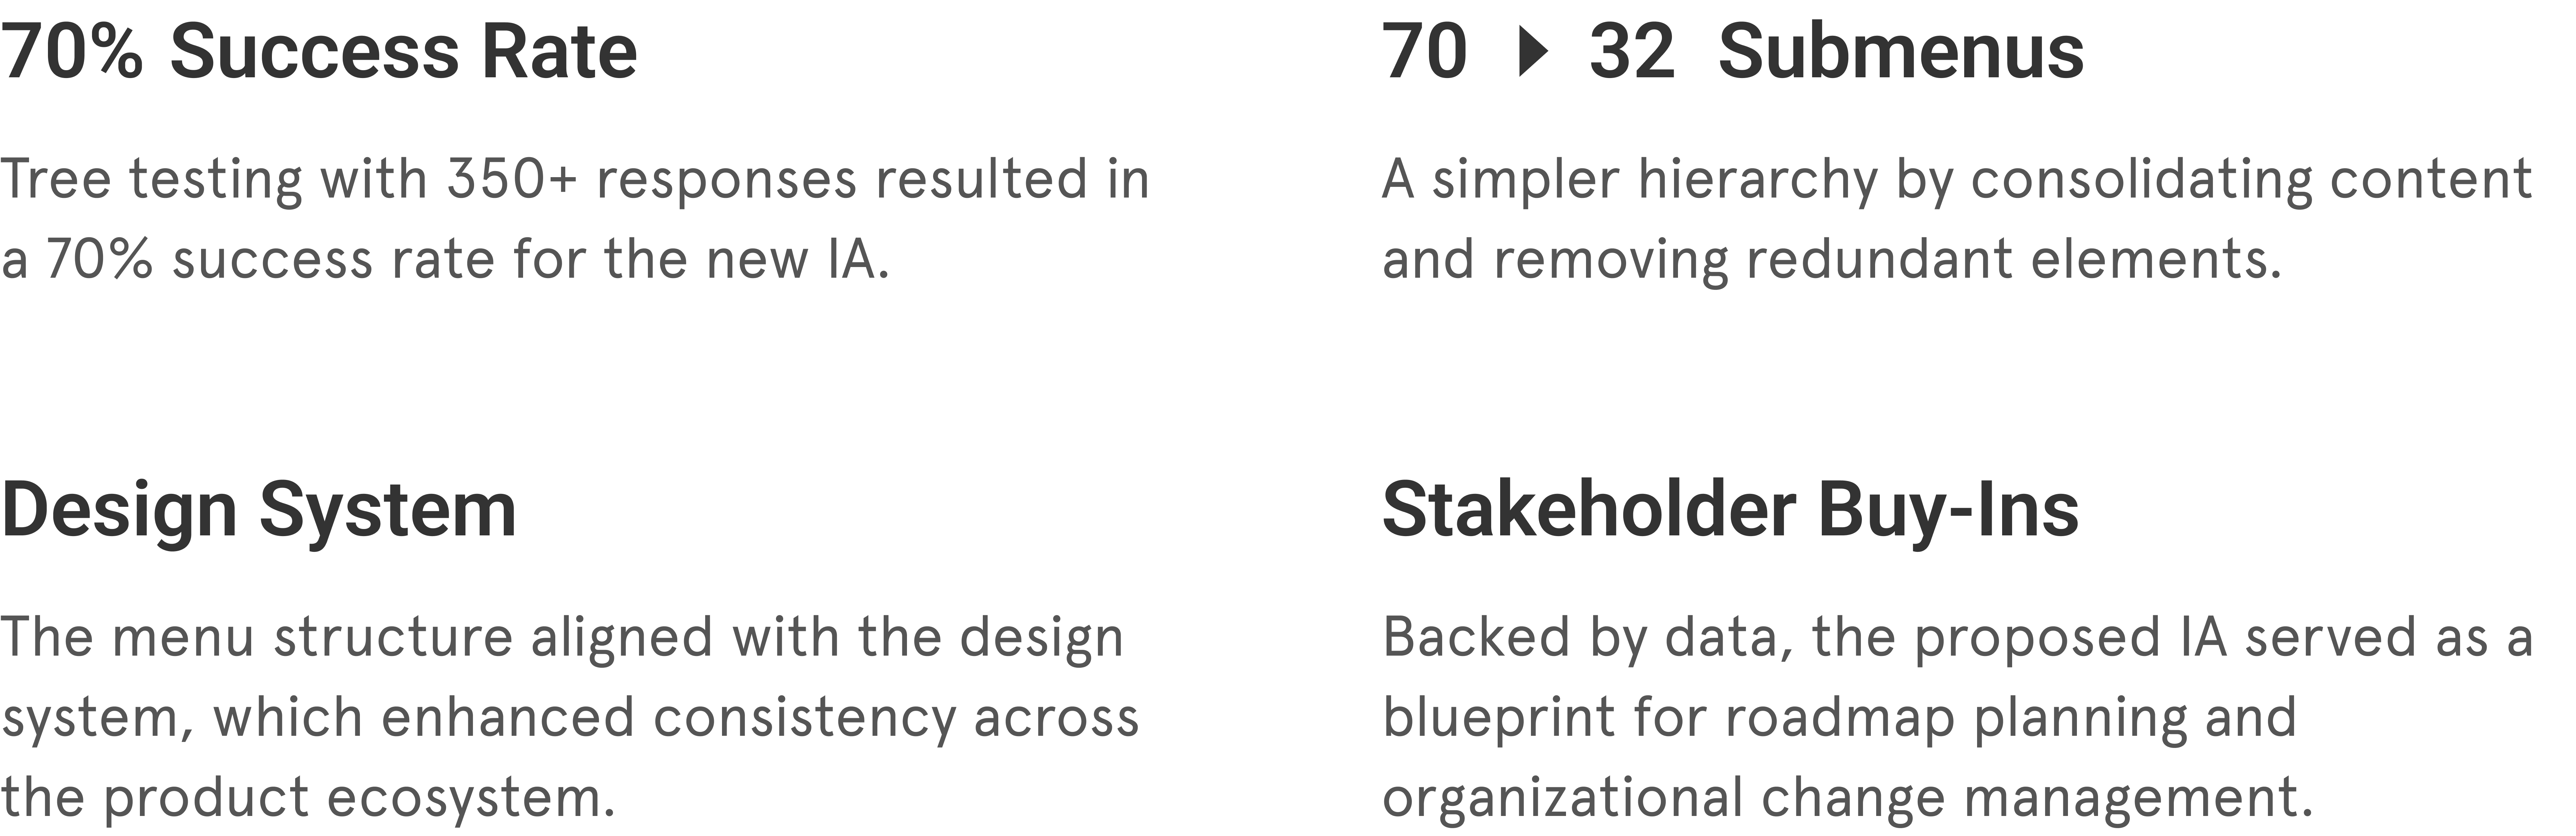 70% Success Rate
Tree testing with 350+ responses resulted in
a 70% success rate for the new IA.
70 ▶ 32 Submenus
A simpler hierarchy by consolidating content
and removing redundant elements.
Design System
The menu structure aligned with the design
system, which enhanced consistency across
the product ecosystem.
Stakeholder Buy-Ins
Backed by data, the proposed IA served as a
blueprint for roadmap planning and
organizational change management.